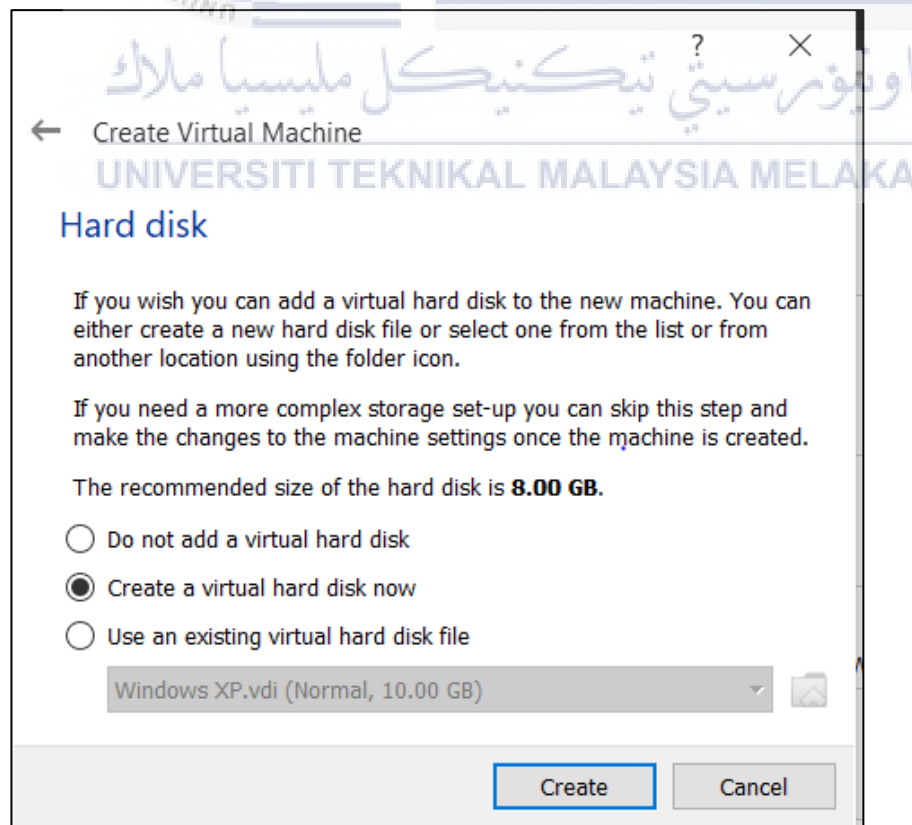 ? ×
اونيۏرسيتي تيكنيكل مليسيا ملاك
← Create Virtual Machine
UNIVERSITI TEKNIKAL MALAYSIA MELAKA
Hard disk
If you wish you can add a virtual hard disk to the new machine. You can
either create a new hard disk file or select one from the list or from
another location using the folder icon.
If you need a more complex storage set-up you can skip this step and
make the changes to the machine settings once the machine is created.
The recommended size of the hard disk is 8.00 GB.
Do not add a virtual hard disk
Create a virtual hard disk now
Use an existing virtual hard disk file
Windows XP.vdi (Normal, 10.00 GB)
Create Cancel